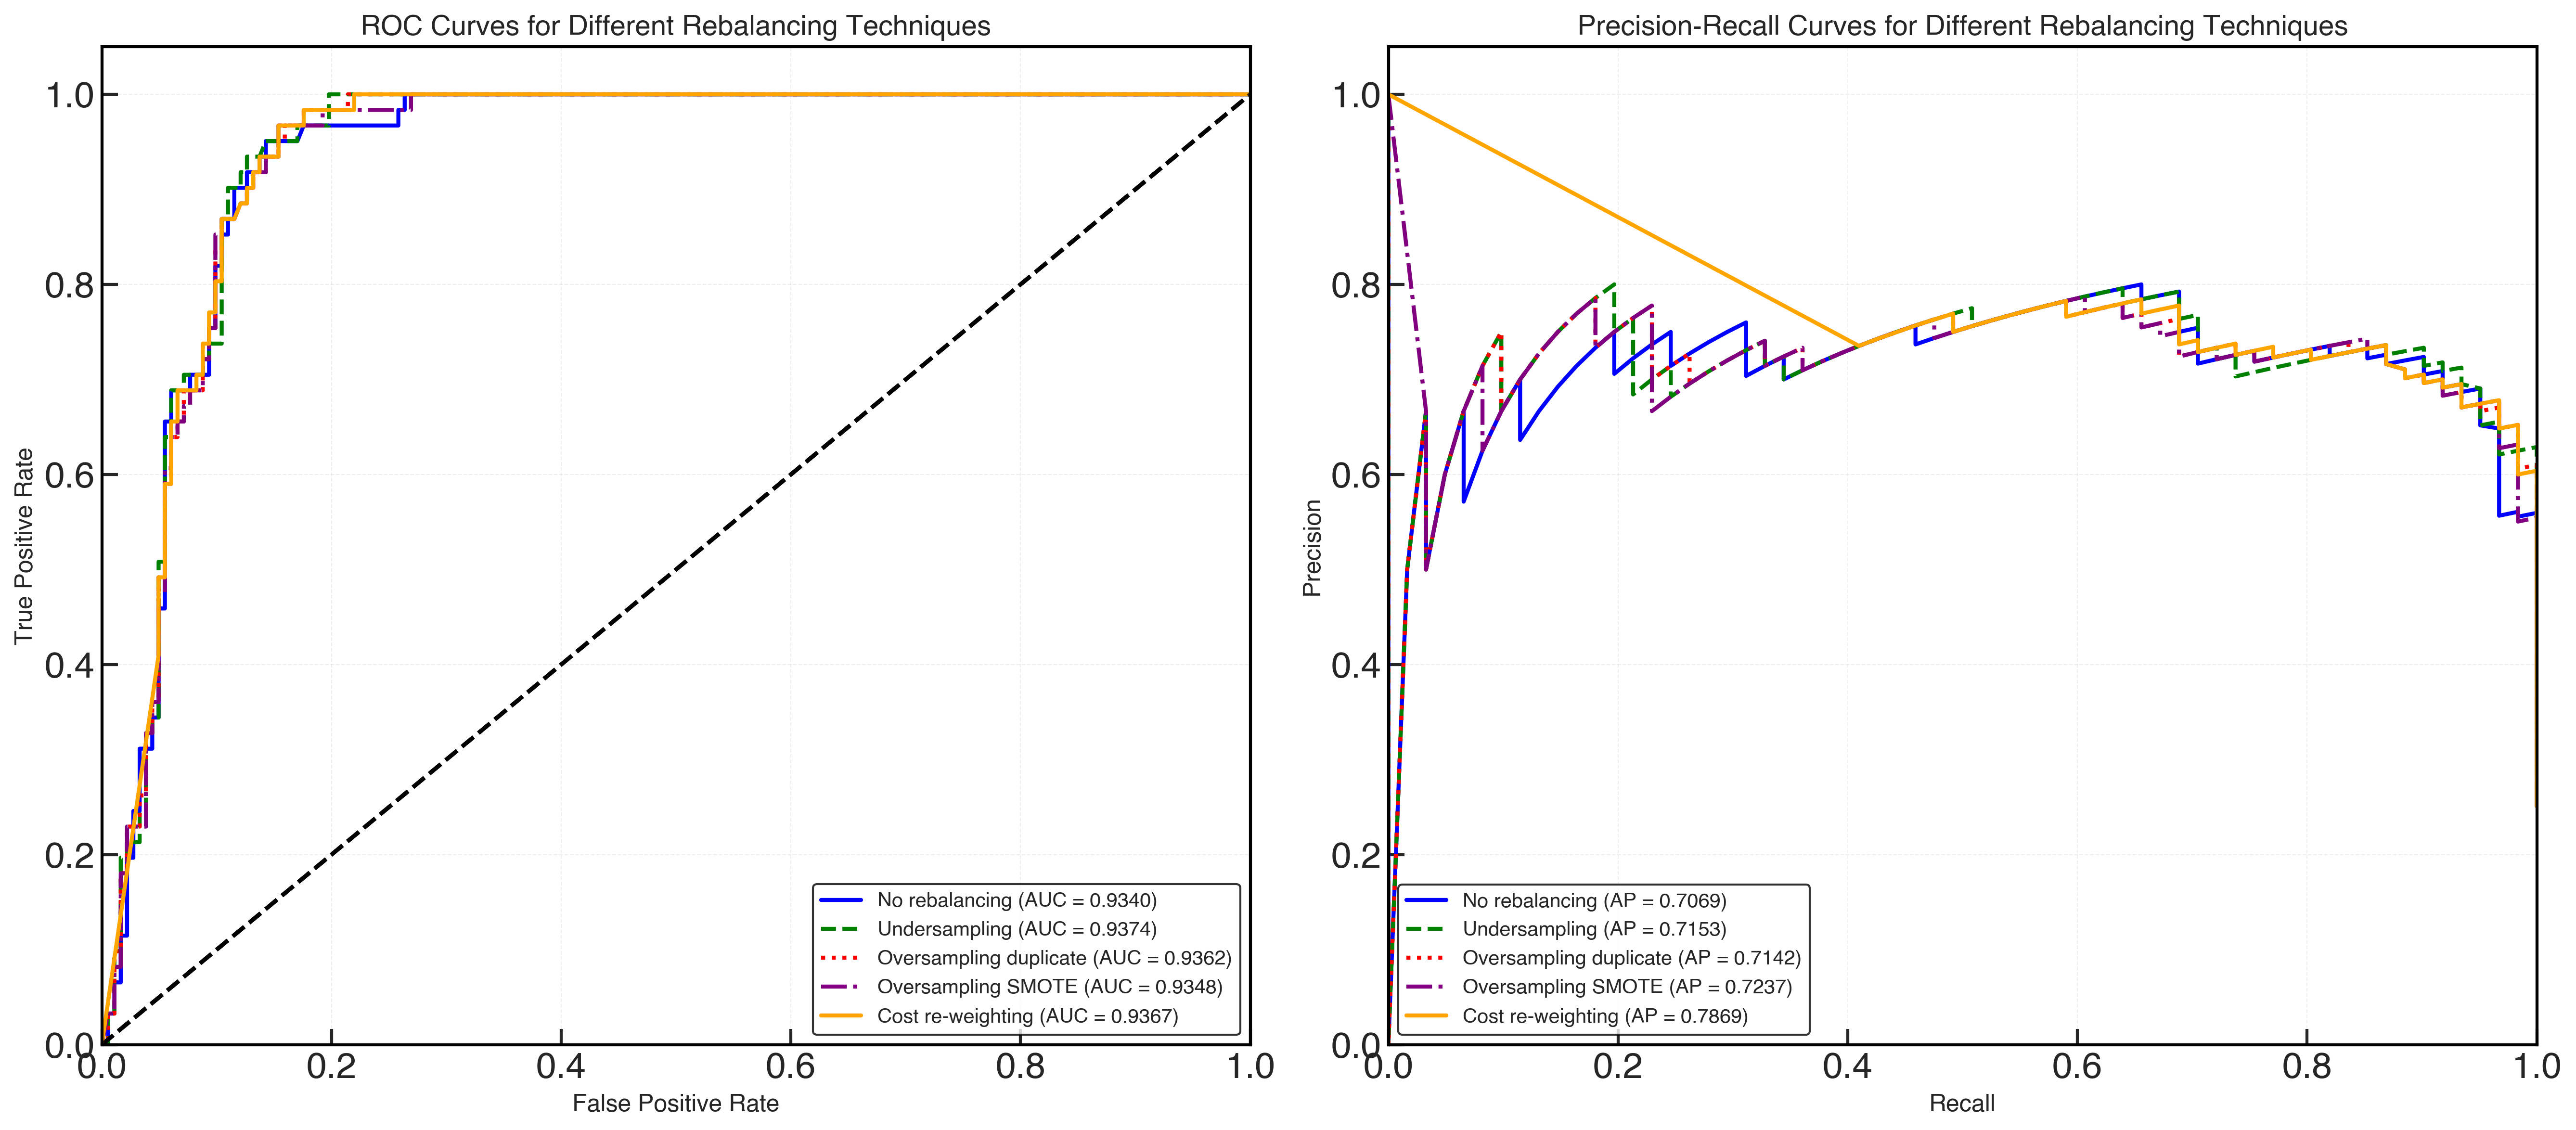 ROC Curves for Different Rebalancing Techniques
True Positive Rate
1.0
0.8
0.6
0.4
0.2
0.0
0.0 0.2 0.4 0.6 0.8 1.0
False Positive Rate
No rebalancing (AUC = 0.9340)
Undersampling (AUC = 0.9374)
Oversampling duplicate (AUC = 0.9362)
Oversampling SMOTE (AUC = 0.9348)
Cost re-weighting (AUC = 0.9367)
Precision-Recall Curves for Different Rebalancing Techniques
Precision
1.0
0.8
0.6
0.4
0.2
0.0
0.0 0.2 0.4 0.6 0.8 1.0
Recall
No rebalancing (AP = 0.7069)
Undersampling (AP = 0.7153)
Oversampling duplicate (AP = 0.7142)
Oversampling SMOTE (AP = 0.7237)
Cost re-weighting (AP = 0.7869)